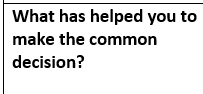 What has helped you to
make the common
decision?